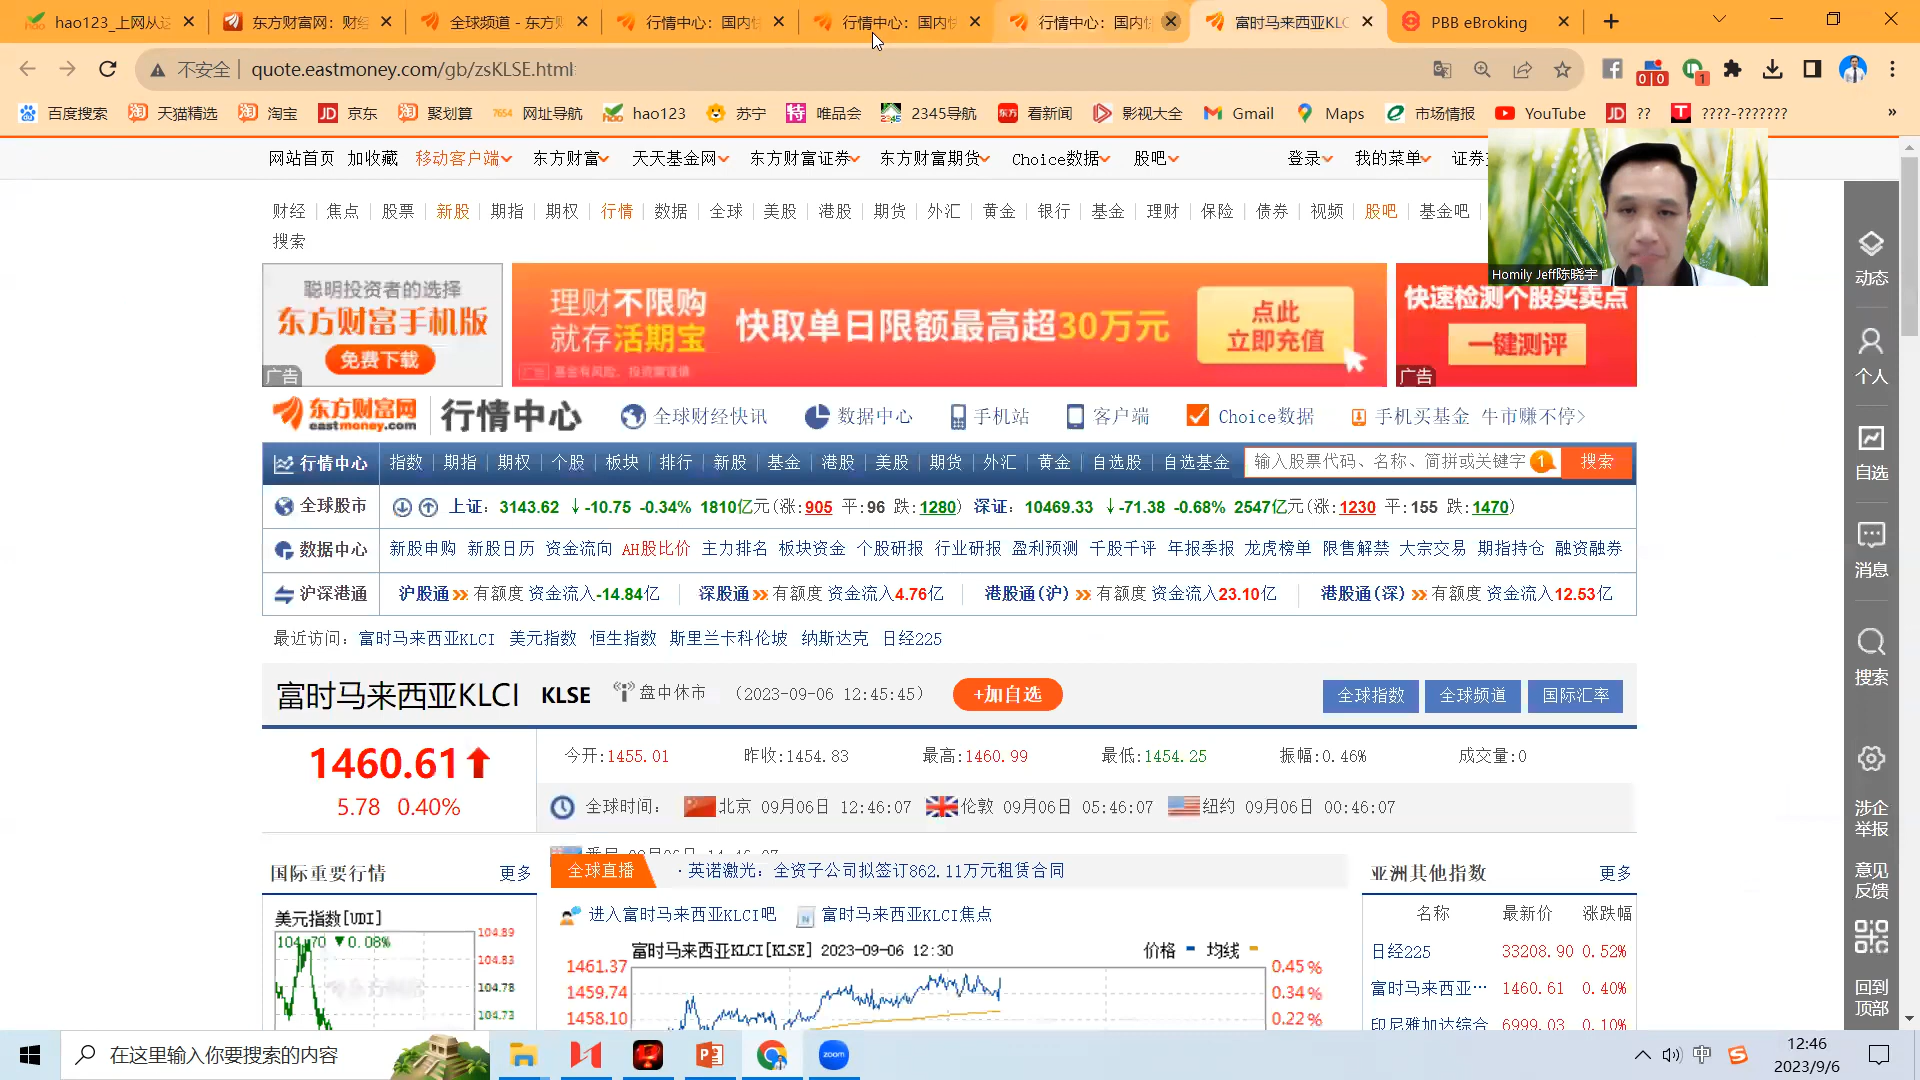 hao123_上网从这
东方财富网：财经
全球频道 - 东方财
行情中心：国内快
行情中心：国内快
行情中心：国内快
富时马来西亚KLC
PBB eBroking
不安全 | quote.eastmoney.com/gb/zsKLSE.html
百度搜索 天猫精选 淘宝 京东 聚划算 网址导航 hao123 苏宁 唯品会 2345导航 看新闻 影视大全 Gmail Maps 市场情报 YouTube ?? ????-???????
网站首页 加收藏 移动客户端 东方财富 天天基金网 东方财富证券 东方财富期货 Choice数据 股吧 登录 我的菜单
财经 焦点 股票 新股 期指 期权 行情 数据 全球 美股 港股 期货 外汇 黄金 银行 基金 理财 保险 债券 视频 股吧 基金吧
搜索
Homily Jeff陈晓宇
聪明投资者的选择
东方财富手机版
免费下载
广告
理财不限购
就存活期宝
快取单日限额最高超30万元
点此
立即充值
广告 基金有风险，投资需谨慎
快速检测个股买卖点
一键测评
广告
东方财富网
eastmoney.com
行情中心 全球财经快讯 数据中心 手机站 客户端 Choice数据 手机买基金 牛市赚不停>
行情中心 指数 期指 期权 个股 板块 排行 新股 基金 港股 美股 期货 外汇 黄金 自选股 自选基金 输入股票代码、名称、简拼或关键字 1 搜索
全球股市 上证：3143.62 ↓-10.75 -0.34% 1810亿元(涨:905 平:96 跌:1280) 深证：10469.33 ↓-71.38 -0.68% 2547亿元(涨:1230 平:155 跌:1470)
数据中心 新股申购 新股日历 资金流向 AH股比价 主力排名 板块资金 个股研报 行业研报 盈利预测 千股千评 年报季报 龙虎榜单 限售解禁 大宗交易 期指持仓 融资融券
沪深港通 沪股通 有额度 资金流入-14.84亿 深股通 有额度 资金流入4.76亿 港股通(沪) 有额度 资金流入23.10亿 港股通(深) 有额度 资金流入12.53亿
最近访问：富时马来西亚KLCI 美元指数 恒生指数 斯里兰卡科伦坡 纳斯达克 日经225
富时马来西亚KLCI KLSE 盘中休市 （2023-09-06 12:45:45） +加自选 全球指数 全球频道 国际汇率
1460.61
5.78 0.40%
今开:1455.01 昨收:1454.83 最高:1460.99 最低:1454.25 振幅:0.46% 成交量:0
全球时间： 北京 09月06日 12:46:07 伦敦 09月06日 05:46:07 纽约 09月06日 00:46:07
国际重要行情 更多
全球直播 ·英诺激光：全资子公司拟签订862.11万元租赁合同
亚洲其他指数 更多
进入富时马来西亚KLCI吧 富时马来西亚KLCI焦点
美元指数[UDI]
104.70 ▼0.08%
104.89
104.83
104.78
104.73
富时马来西亚KLCI[KLSE] 2023-09-06 12:30 价格 均线
1461.37 0.45%
1459.74 0.34%
1458.10 0.22%
名称 最新价 涨跌幅
日经225 33208.90 0.52%
富时马来西亚… 1460.61 0.40%
印尼雅加达综合 6999.03 0.10%
动态
个人
自选
消息
搜索
涉企
举报
意见
反馈
回到
顶部
在这里输入你要搜索的内容
zoom
中
12:46
2023/9/6